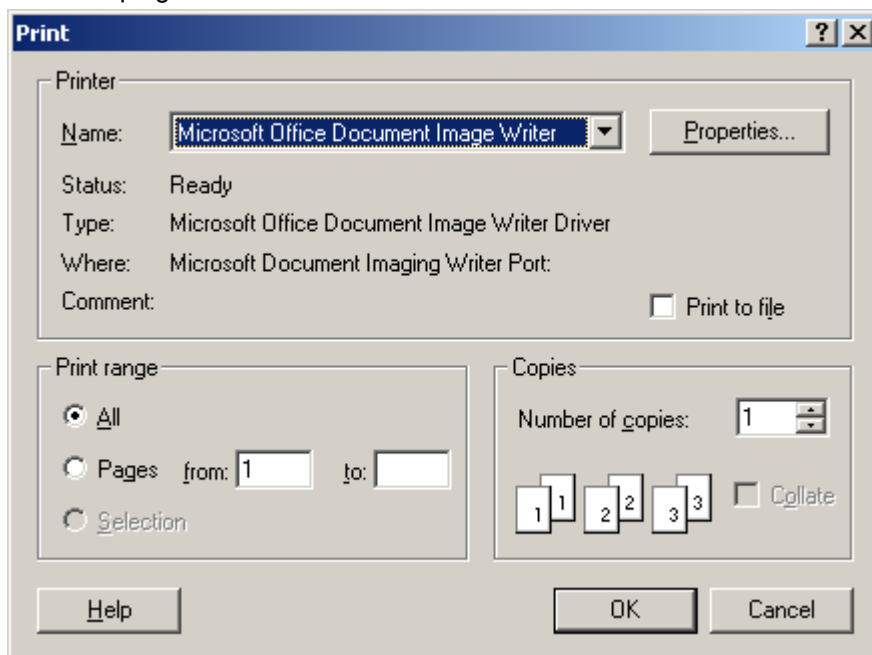 Print
Printer
Name: Microsoft Office Document Image Writer Properties...
Status: Ready
Type: Microsoft Office Document Image Writer Driver
Where: Microsoft Document Imaging Writer Port:
Comment: Print to file
Print range
All
Pages from: 1 to:
Selection
Copies
Number of copies: 1
1 1 2 2 3 3 Collate
Help OK Cancel